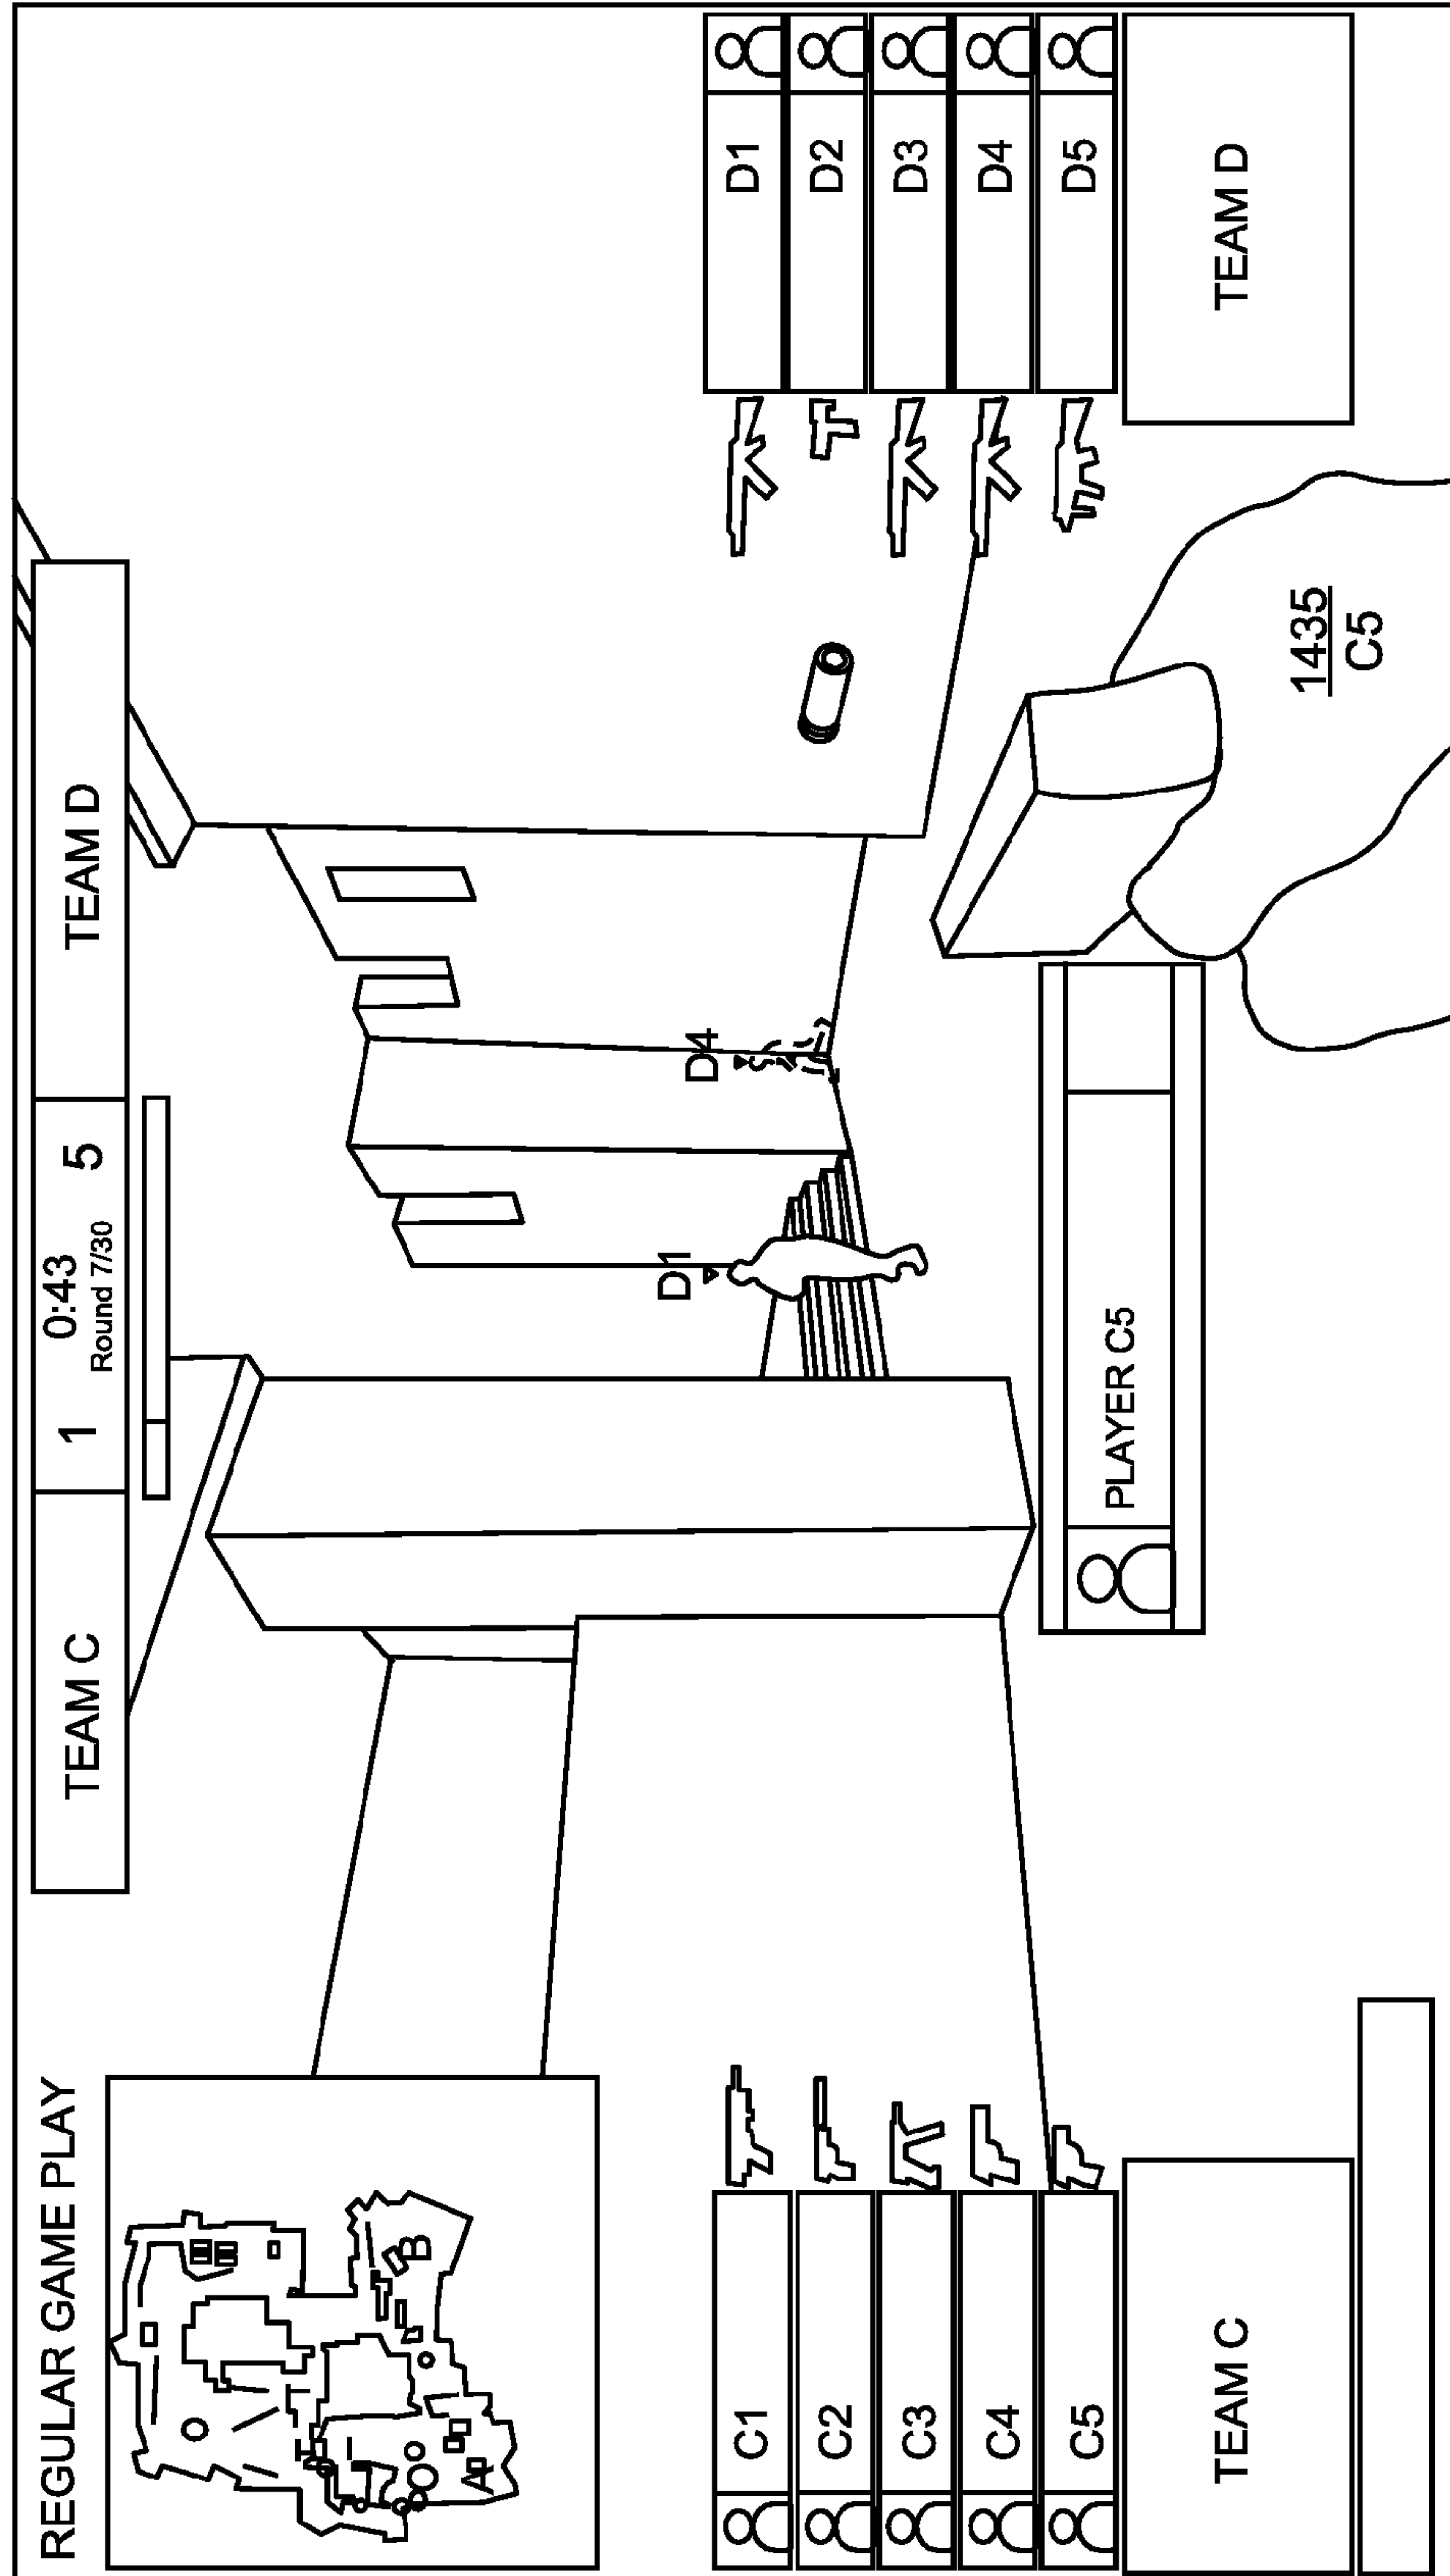 REGULAR GAME PLAY
TEAM C
1 0:43 5
Round 7/30
TEAM D
A
B
D1
D4
C1
C2
C3
C4
C5
TEAM C
PLAYER C5
1435
C5
D1
D2
D3
D4
D5
TEAM D